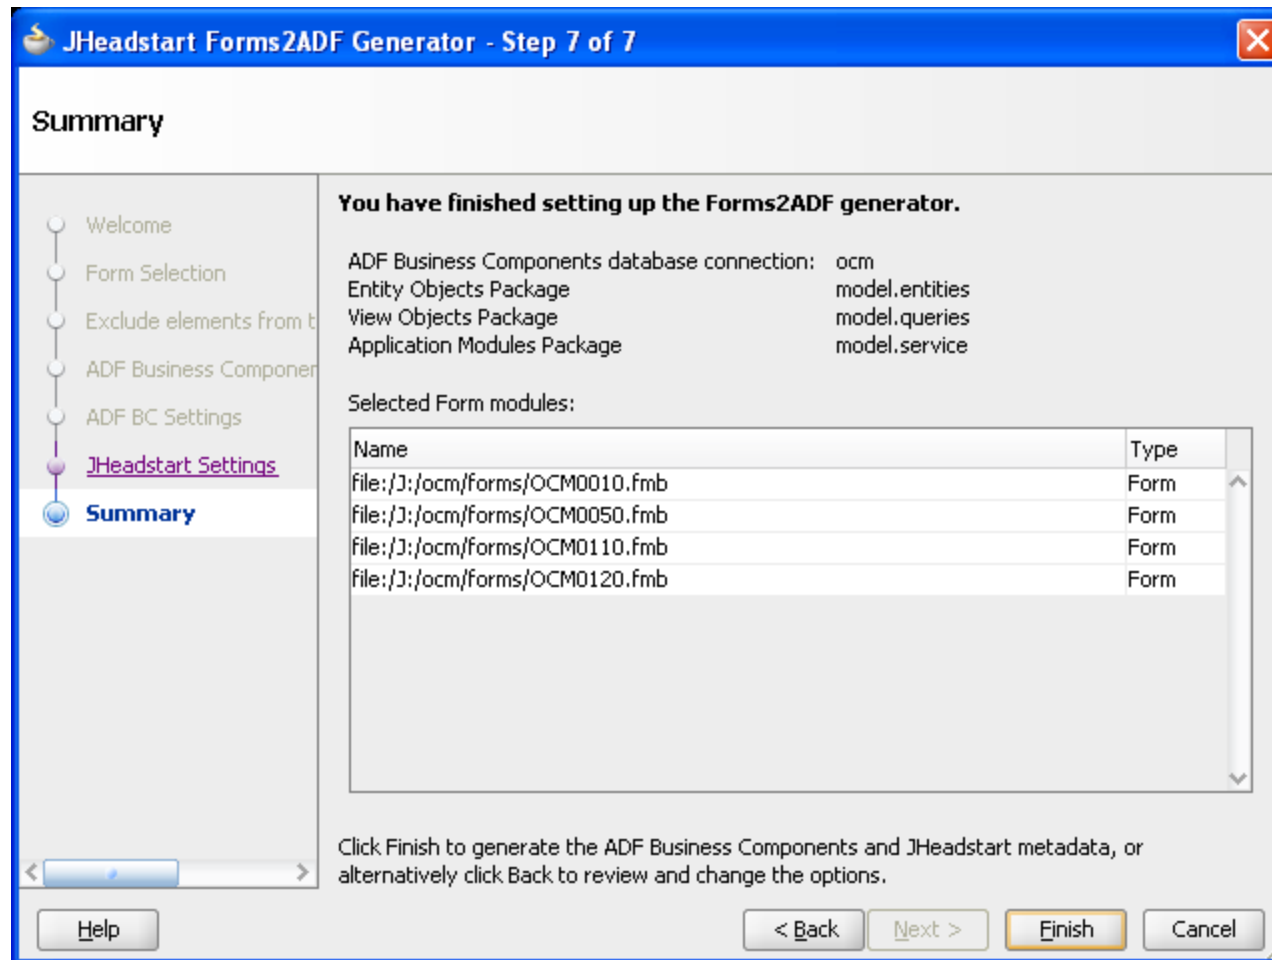 JHeadstart Forms2ADF Generator - Step 7 of 7
Summary
Welcome
Form Selection
Exclude elements from t
ADF Business Componen
ADF BC Settings
JHeadstart Settings
Summary
You have finished setting up the Forms2ADF generator.
ADF Business Components database connection: ocm
Entity Objects Package model.entities
View Objects Package model.queries
Application Modules Package model.service
Selected Form modules:
Name Type
file:/J:/ocm/forms/OCM0010.fmb Form
file:/J:/ocm/forms/OCM0050.fmb Form
file:/J:/ocm/forms/OCM0110.fmb Form
file:/J:/ocm/forms/OCM0120.fmb Form
Click Finish to generate the ADF Business Components and JHeadstart metadata, or
alternatively click Back to review and change the options.
Help < Back Next > Finish Cancel